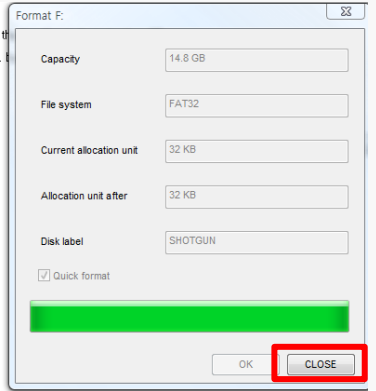 Format F:
Capacity 14.8 GB
File system FAT32
Current allocation unit 32 KB
Allocation unit after 32 KB
Disk label SHOTGUN
Quick format
OK CLOSE